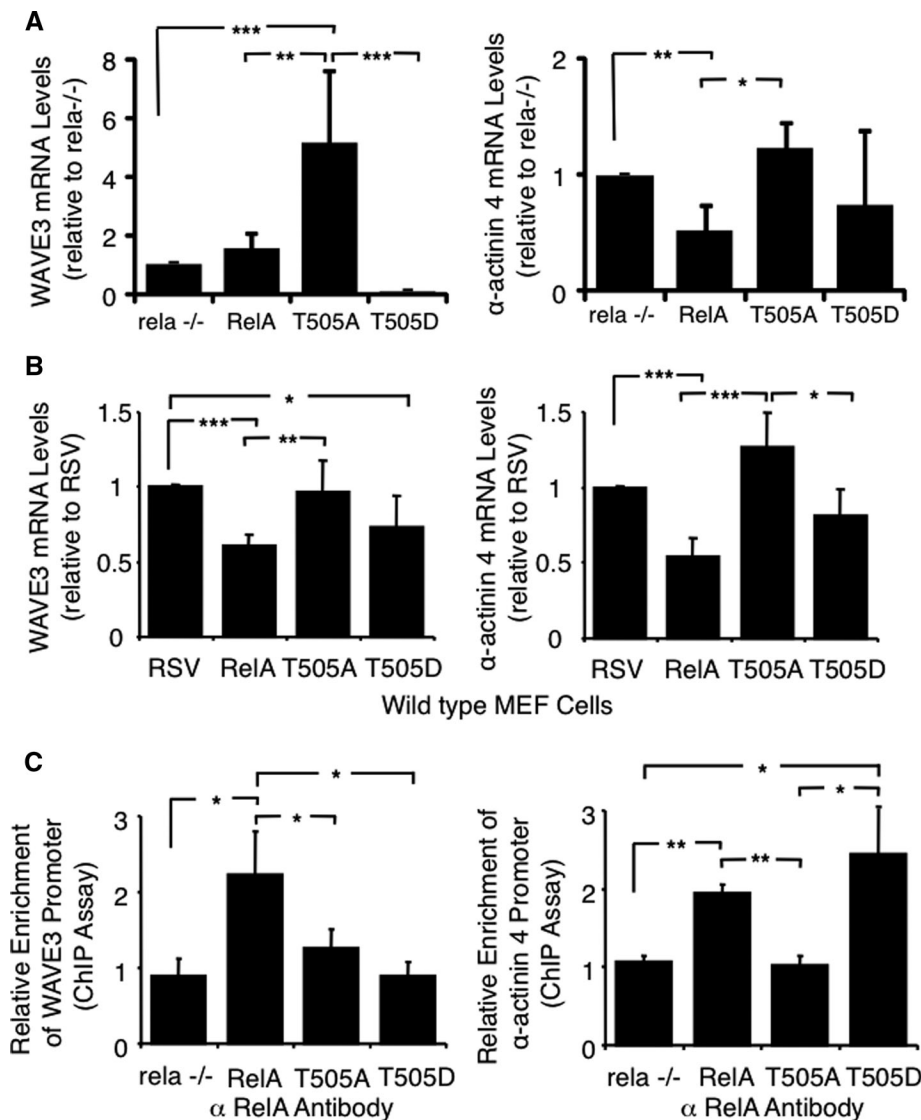 A
WAVE3 mRNA Levels
(relative to rela-/-)
8
6
4
2
0
***
**
***
rela -/-
RelA
T505A
T505D
α-actinin 4 mRNA Levels
(relative to rela-/-)
2
1
0
**
*
rela -/-
RelA
T505A
T505D
B
WAVE3 mRNA Levels
(relative to RSV)
1.5
1
0.5
0
*
***
**
RSV
RelA
T505A
T505D
α-actinin 4 mRNA Levels
(relative to RSV)
1.5
1
0.5
0
***
***
*
RSV
RelA
T505A
T505D
Wild type MEF Cells
C
Relative Enrichment
of WAVE3 Promoter
(ChIP Assay)
3
2
1
0
*
*
*
rela -/-
RelA
T505A
T505D
α RelA Antibody
Relative Enrichment of
α-actinin 4 Promoter
(ChIP Assay)
3
2
1
0
*
*
**
**
rela -/-
RelA
T505A
T505D
α RelA Antibody